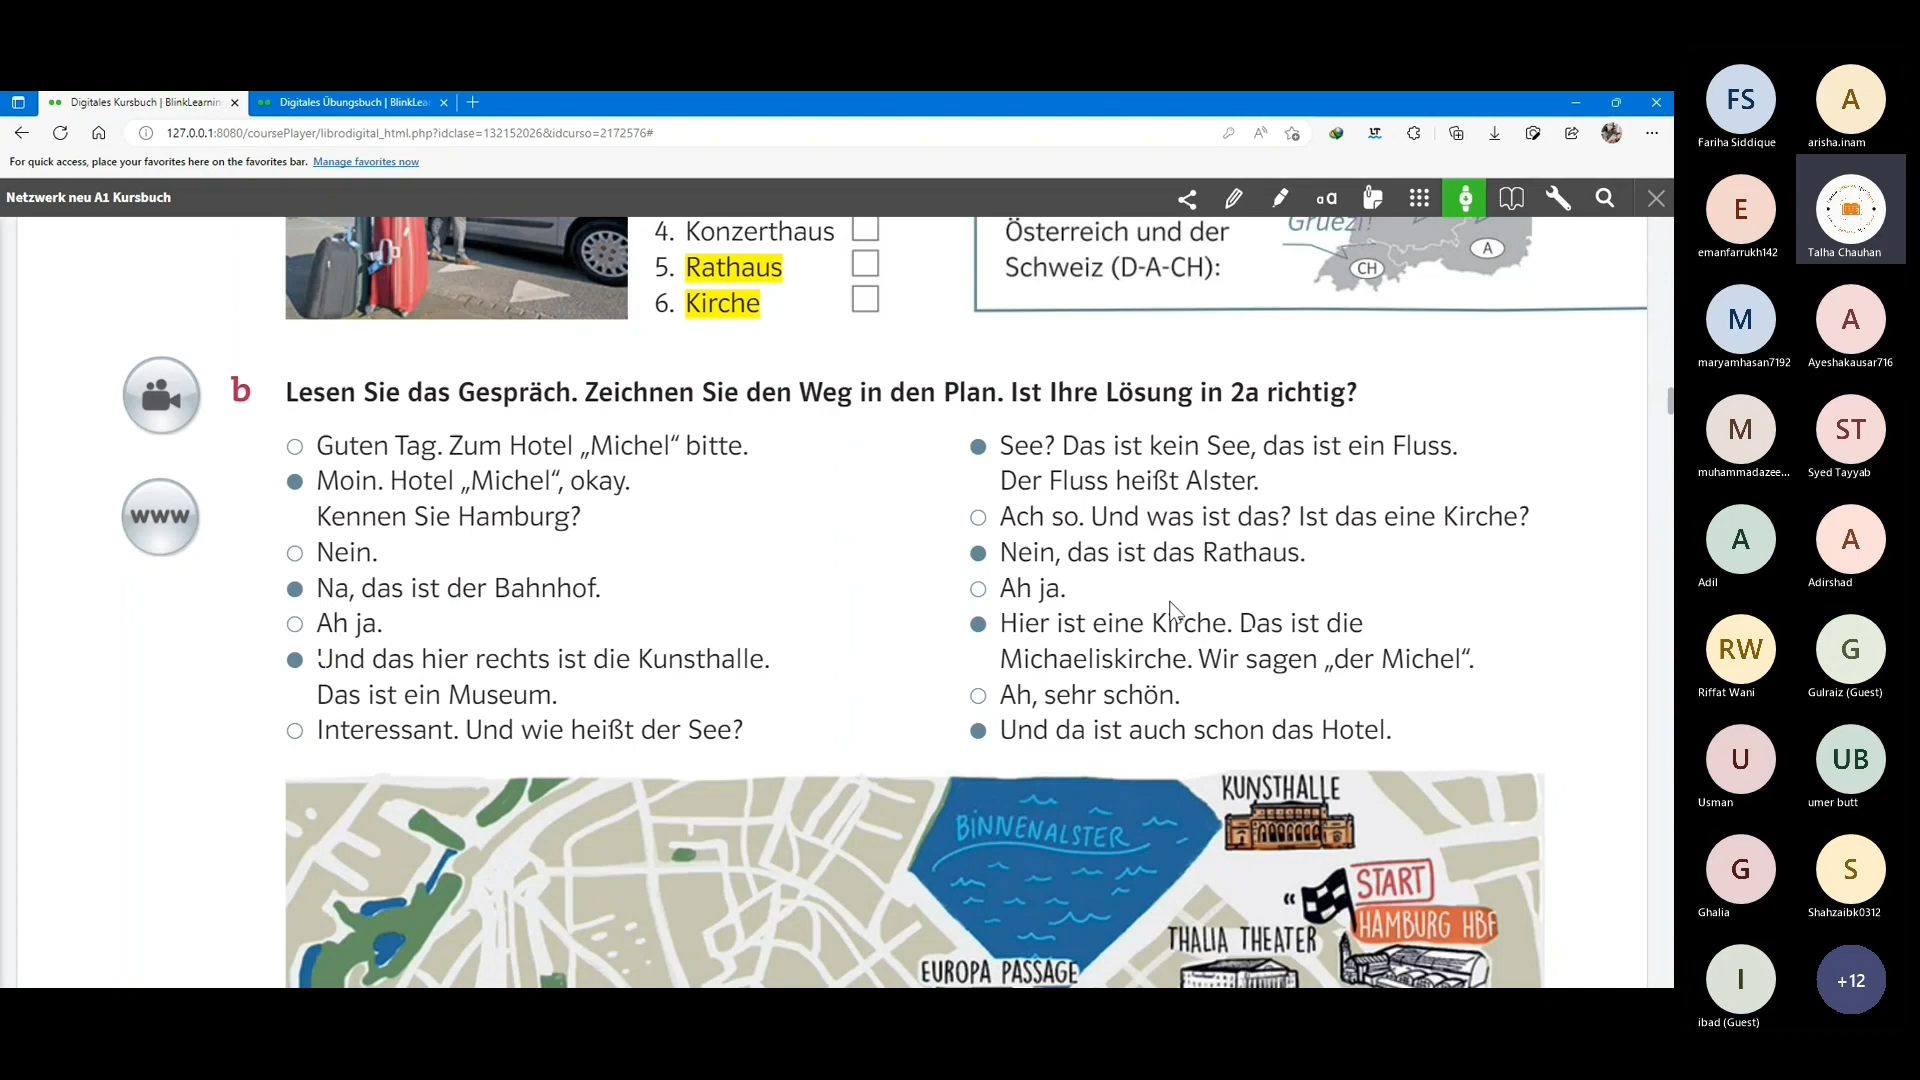 Digitales Kursbuch | BlinkLearnin
Digitales Übungsbuch | BlinkLea
127.0.0.1:8080/coursePlayer/librodigital_html.php?idclase=132152026&idcurso=2172576#
For quick access, place your favorites here on the favorites bar. Manage favorites now
Netzwerk neu A1 Kursbuch
aa
4. Konzerthaus
5. Rathaus
6. Kirche
Österreich und der
Schweiz (D-A-CH):
Grüezi!
CH
A
www
b Lesen Sie das Gespräch. Zeichnen Sie den Weg in den Plan. Ist Ihre Lösung in 2a richtig?
Guten Tag. Zum Hotel „Michel“ bitte.
Moin. Hotel „Michel“, okay.
Kennen Sie Hamburg?
Nein.
Na, das ist der Bahnhof.
Ah ja.
Und das hier rechts ist die Kunsthalle.
Das ist ein Museum.
Interessant. Und wie heißt der See?
See? Das ist kein See, das ist ein Fluss.
Der Fluss heißt Alster.
Ach so. Und was ist das? Ist das eine Kirche?
Nein, das ist das Rathaus.
Ah ja.
Hier ist eine Kirche. Das ist die
Michaeliskirche. Wir sagen „der Michel“.
Ah, sehr schön.
Und da ist auch schon das Hotel.
BINNENALSTER
KUNSTHALLE
START
HAMBURG HBF
THALIA THEATER
EUROPA PASSAGE
FS
Fariha Siddique
A
arisha.inam
E
emanfarrukh142
Talha Chauhan
M
maryamhasan7192
A
Ayeshakausar716
M
muhammadazee...
ST
Syed Tayyab
A
Adil
A
Adirshad
RW
Riffat Wani
G
Gulraiz (Guest)
U
Usman
UB
umer butt
G
Ghalia
S
Shahzaibk0312
I
ibad (Guest)
+12